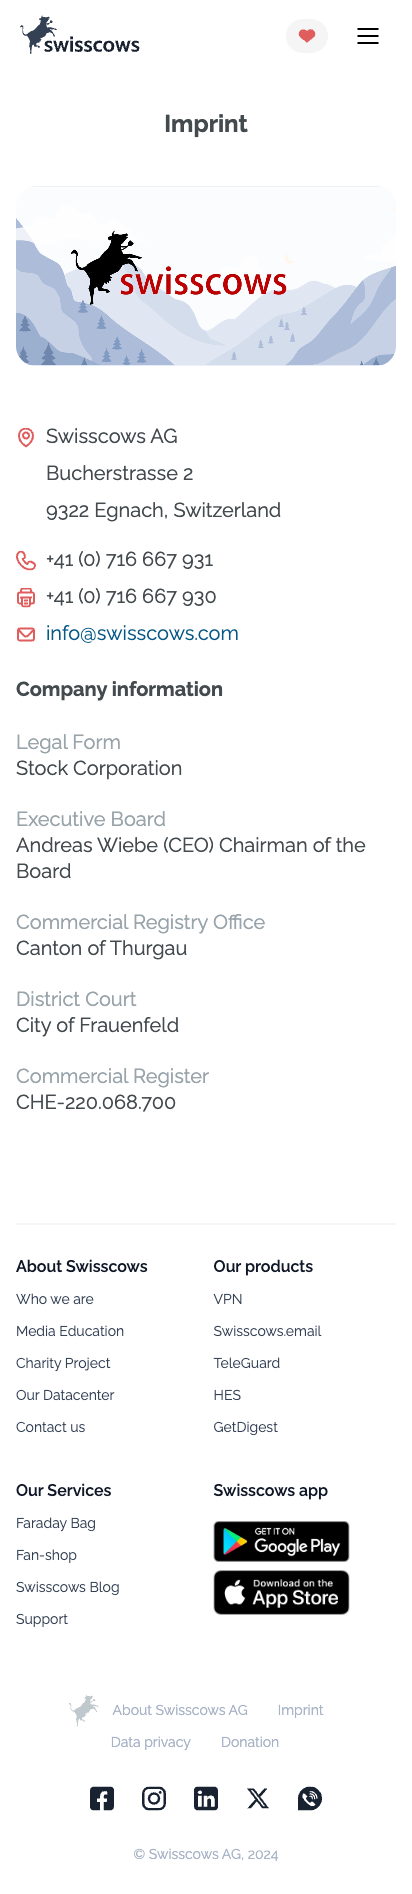 swisscows
Imprint
swisscows
Swisscows AG
Bucherstrasse 2
9322 Egnach, Switzerland
+41 (0) 716 667 931
+41 (0) 716 667 930
info@swisscows.com
Company information
Legal Form
Stock Corporation
Executive Board
Andreas Wiebe (CEO) Chairman of the
Board
Commercial Registry Office
Canton of Thurgau
District Court
City of Frauenfeld
Commercial Register
CHE-220.068.700
About Swisscows
Who we are
Media Education
Charity Project
Our Datacenter
Contact us
Our products
VPN
Swisscows.email
TeleGuard
HES
GetDigest
Our Services
Faraday Bag
Fan-shop
Swisscows Blog
Support
Swisscows app
GET IT ON
Google Play
Download on the
App Store
About Swisscows AG Imprint
Data privacy Donation
© Swisscows AG, 2024